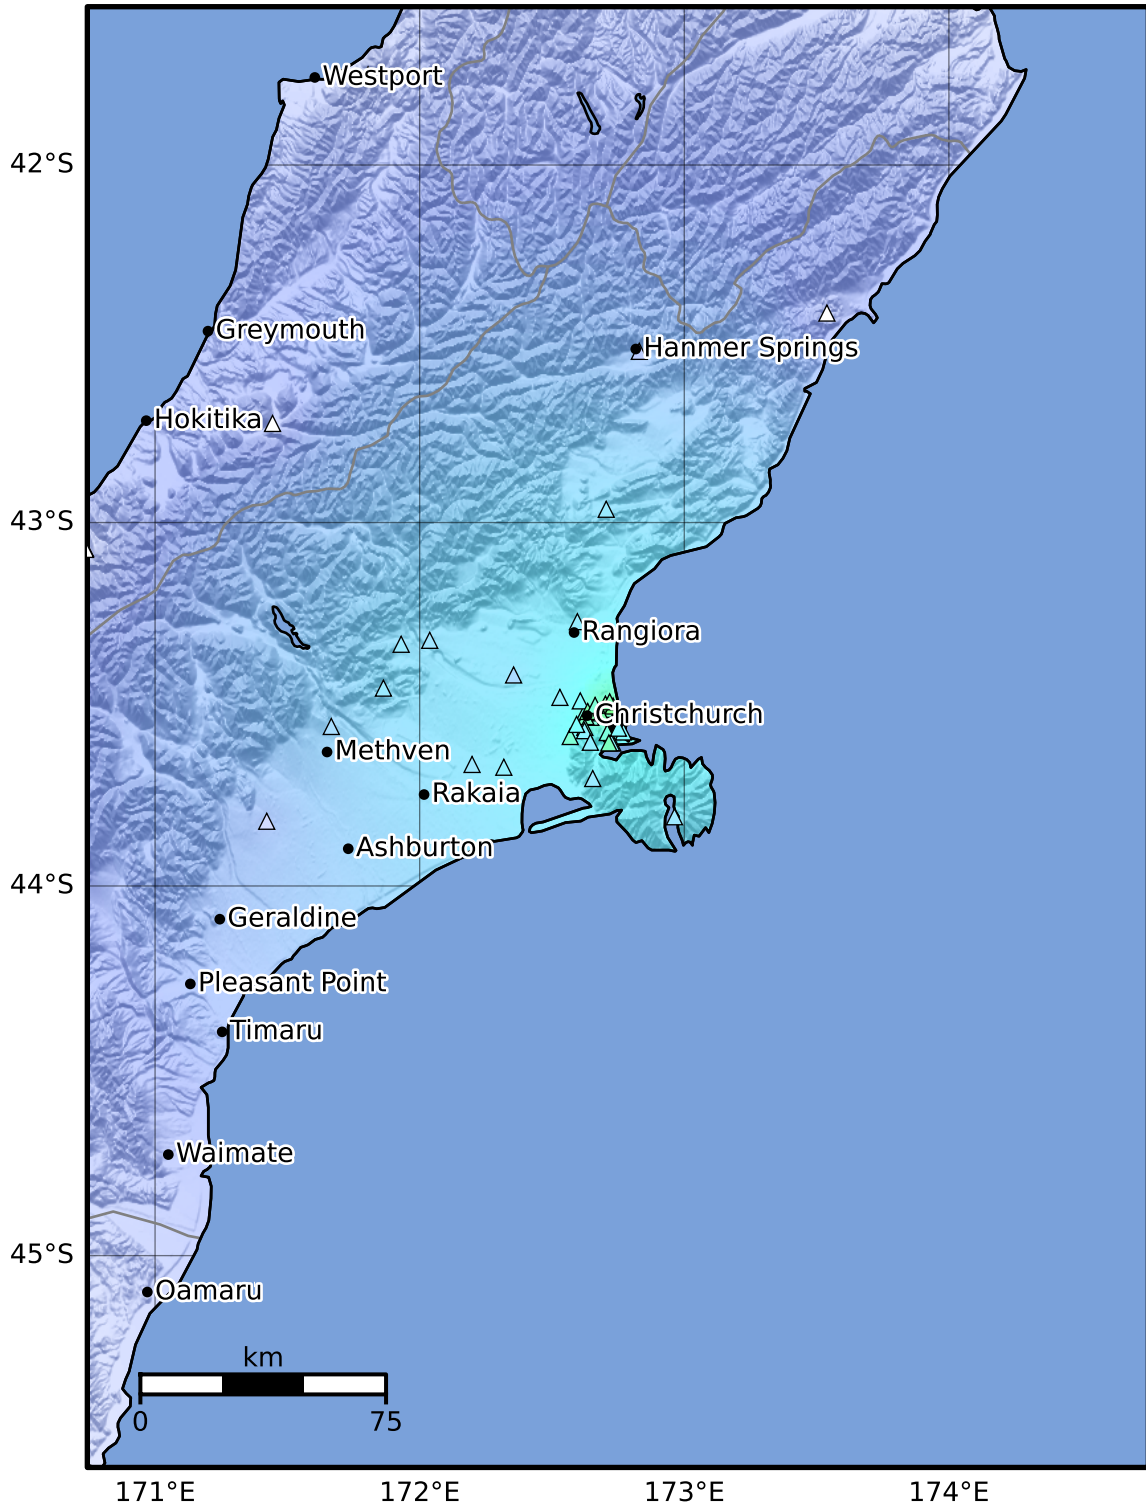 Westport
42°S
Greymouth
Hanmer Springs
Hokitika
43°S
Rangiora
Christchurch
Methven
Rakaia
Ashburton
44°S
Geraldine
Pleasant Point
Timaru
Waimate
45°S
Oamaru
km
0 75
171°E 172°E 173°E 174°E